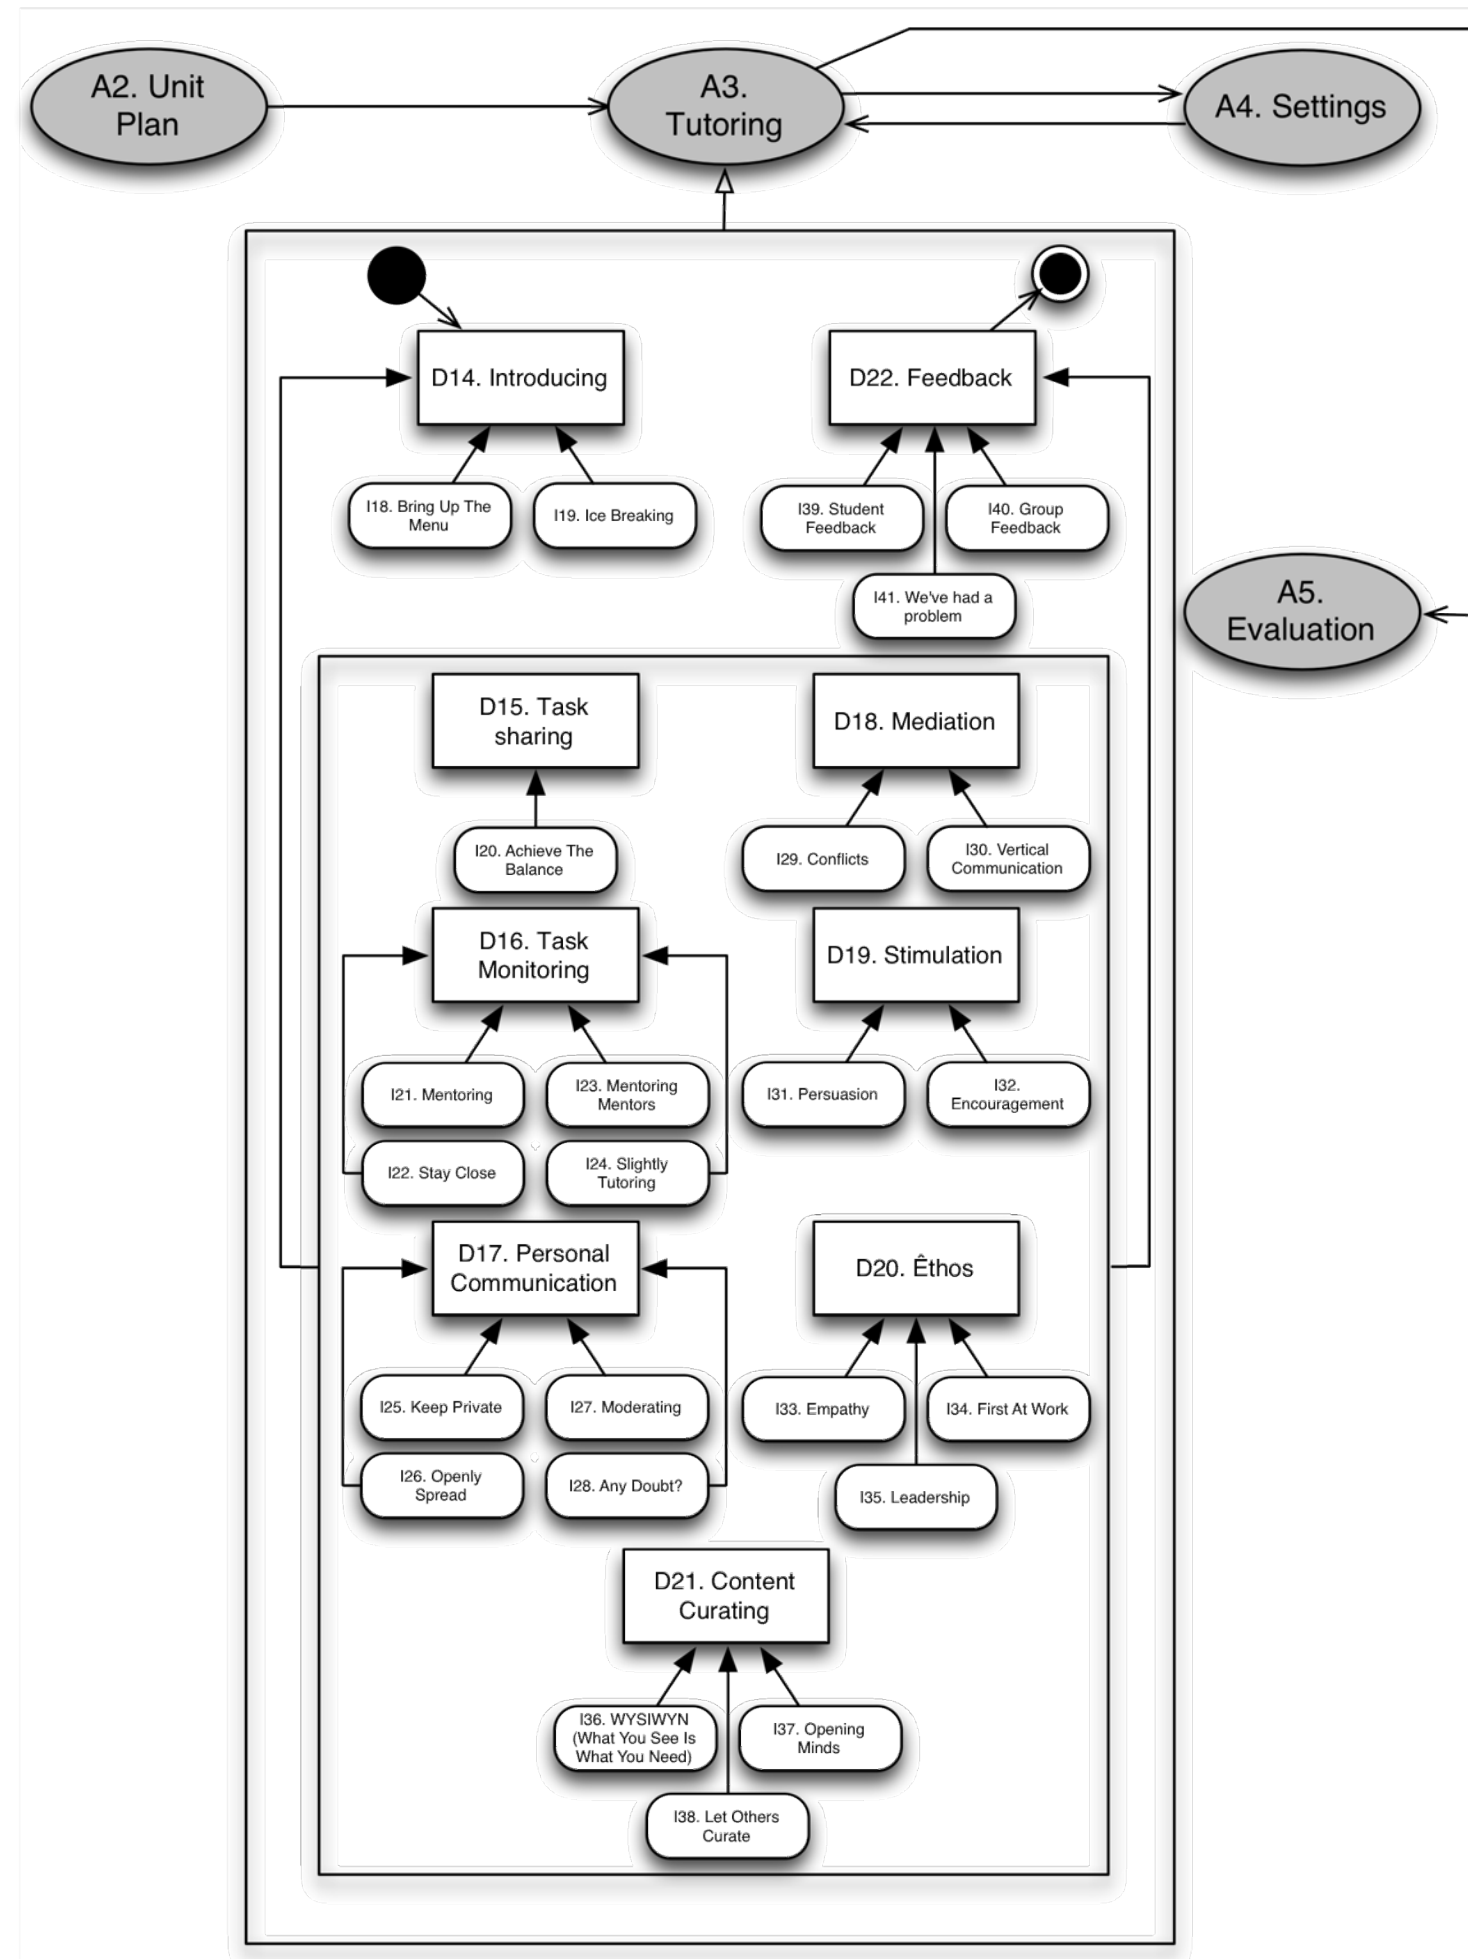 A2. Unit
Plan
A3.
Tutoring
A4. Settings
D14. Introducing
D22. Feedback
I18. Bring Up The
Menu
I19. Ice Breaking
I39. Student
Feedback
I40. Group
Feedback
I41. We've had a
problem
A5.
Evaluation
D15. Task
sharing
D18. Mediation
I20. Achieve The
Balance
I29. Conflicts
I30. Vertical
Communication
D16. Task
Monitoring
D19. Stimulation
I21. Mentoring
I23. Mentoring
Mentors
I31. Persuasion
I32.
Encouragement
I22. Stay Close
I24. Slightly
Tutoring
D17. Personal
Communication
D20. Êthos
I25. Keep Private
I27. Moderating
I33. Empathy
I34. First At Work
I26. Openly
Spread
I28. Any Doubt?
I35. Leadership
D21. Content
Curating
I36. WYSIWYN
(What You See Is
What You Need)
I37. Opening
Minds
I38. Let Others
Curate